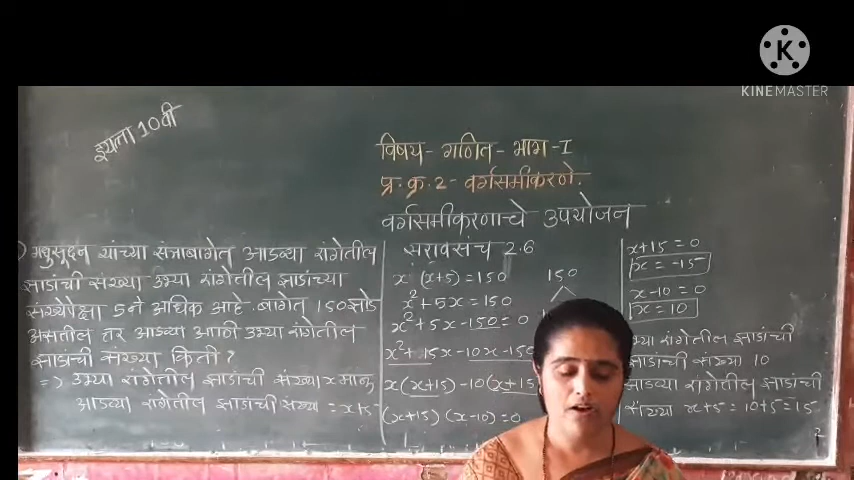 KINEMASTER
इयत्ता 10वी
विषय - गणित - भाग - I
प्र. क्र. 2 - वर्गसमीकरणे.
वर्गसमीकरणाचे उपयोजन
मधुसूदन यांच्या संत्राबागेत आडव्या रांगेतील
झाडांची संख्या उभ्या रांगेतील झाडांच्या
संख्येपेक्षा 5 ने अधिक आहे. बागेत 150 झाडे
असतील तर आडव्या आणि उभ्या रांगेतील
झाडांची संख्या किती?
=> उभ्या रांगेतील झाडांची संख्या x मानू
आडव्या रांगेतील झाडांची संख्या = x+5
सरावसंच 2.6
x (x+5) = 150
x² + 5x = 150
x² + 5x - 150 = 0
x² + 15x - 10x - 150
x (x+15) - 10 (x+15)
(x+15) (x-10) = 0
150
x+15 = 0
x = -15
x-10 = 0
x = 10
रांगेतील झाडांची
झाडांची संख्या 10
आडव्या रांगेतील झाडांची
संख्या x+5 = 10+5 = 15